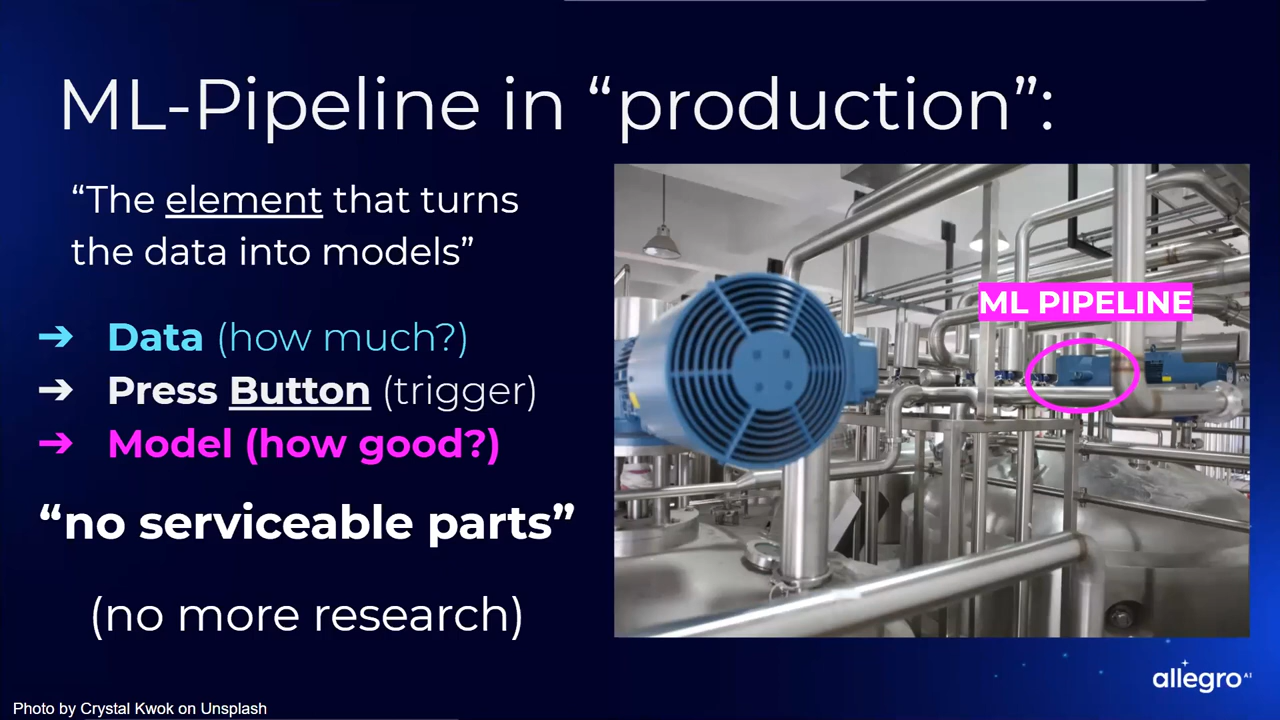 ML-Pipeline in “production”:
“The element that turns
the data into models”
➔ Data (how much?)
➔ Press Button (trigger)
➔ Model (how good?)
“no serviceable parts”
(no more research)
ML PIPELINE
allegro AI
Photo by Crystal Kwok on Unsplash